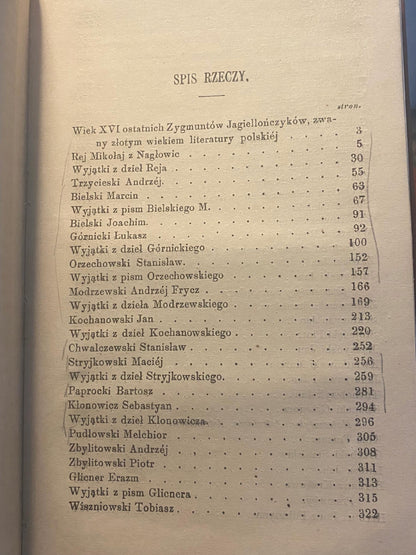 SPIS RZECZY.
stron.
Wiek XVI ostatnich Zygmuntów Jagiellończyków, zwa-
ny złotym wiekiem literatury polskiéj 3
Rej Mikołaj z Nagłowic . . . 5
Wyjątki z dzieł Reja . . . 30
Trzycieski Andrzéj. . . . 55
Bielski Marcin . . . 63
Wyjątki z pism Bielskiego M. . . . 67
Bielski Joachim. . . . 91
Górnicki Łukasz . . . 92
Wyjątki z dzieł Górnickiego . . . 100
Orzechowski Stanisław. . . . 152
Wyjątki z pism Orzechowskiego . . . 157
Modrzewski Andrzéj Frycz . . . 166
Wyjątki z dzieła Modrzewskiego . . . 169
Kochanowski Jan . . . 213
Wyjątki z dzieł Kochanowskiego . . . 220
Chwalczewski Stanisław . . . 252
Stryjkowski Maciéj . . . 256
Wyjątki z dzieł Stryjkowskiego. . . . 259
Paprocki Bartosz . . . 281
Klonowicz Sebastyan . . . 294
Wyjątki z dzieł Klonowicza. . . . 296
Pudłowski Melchior . . . 305
Zbylitowski Andrzéj . . . 308
Zbylitowski Piotr . . . 311
Glicner Erazm . . . 313
Wyjątki z pism Glicnera . . . 315
Wiszniowski Tobiasz . . . 322